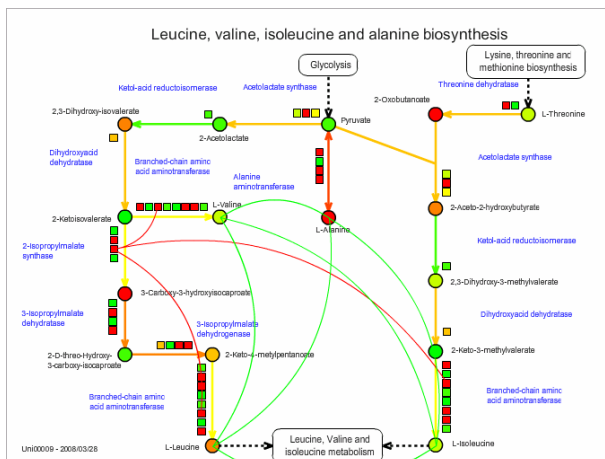 Leucine, valine, isoleucine and alanine biosynthesis
Glycolysis
Lysine, threonine and
methionine biosynthesis
Ketol-acid reductoisomerase
Acetolactate synthase
Threonine dehydratase
2,3-Dihydroxy-isovalerate
2-Oxobutanoate
Pyruvate
L-Threonine
2-Acetolactate
Dihydroxyacid
dehydratase
Branched-chain amino
acid aminotransferase
Alanine
aminotransferase
Acetolactate synthase
L-Valine
2-Ketoisovalerate
L-Alanine
2-Aceto-2-hydroxybutyrate
2-Isopropylmalate
synthase
Ketol-acid reductoisomerase
2,3-Dihydroxy-3-methylvalerate
3-Carboxy-3-hydroxyisocaproate
3-Isopropylmalate
dehydratase
3-Isopropylmalate
dehydrogenase
Dihydroxyacid dehydratase
2-D-threo-Hydroxy-
3-carboxy-isocaproate
2-Keto-4-metylpentanone
2-Keto-3-methylvalerate
Branched-chain amino
acid aminotransferase
Branched-chain amino
acid aminotransferase
L-Leucine
Leucine, Valine and
isoleucine metabolism
L-Isoleucine
Uni00009 - 2008/03/28